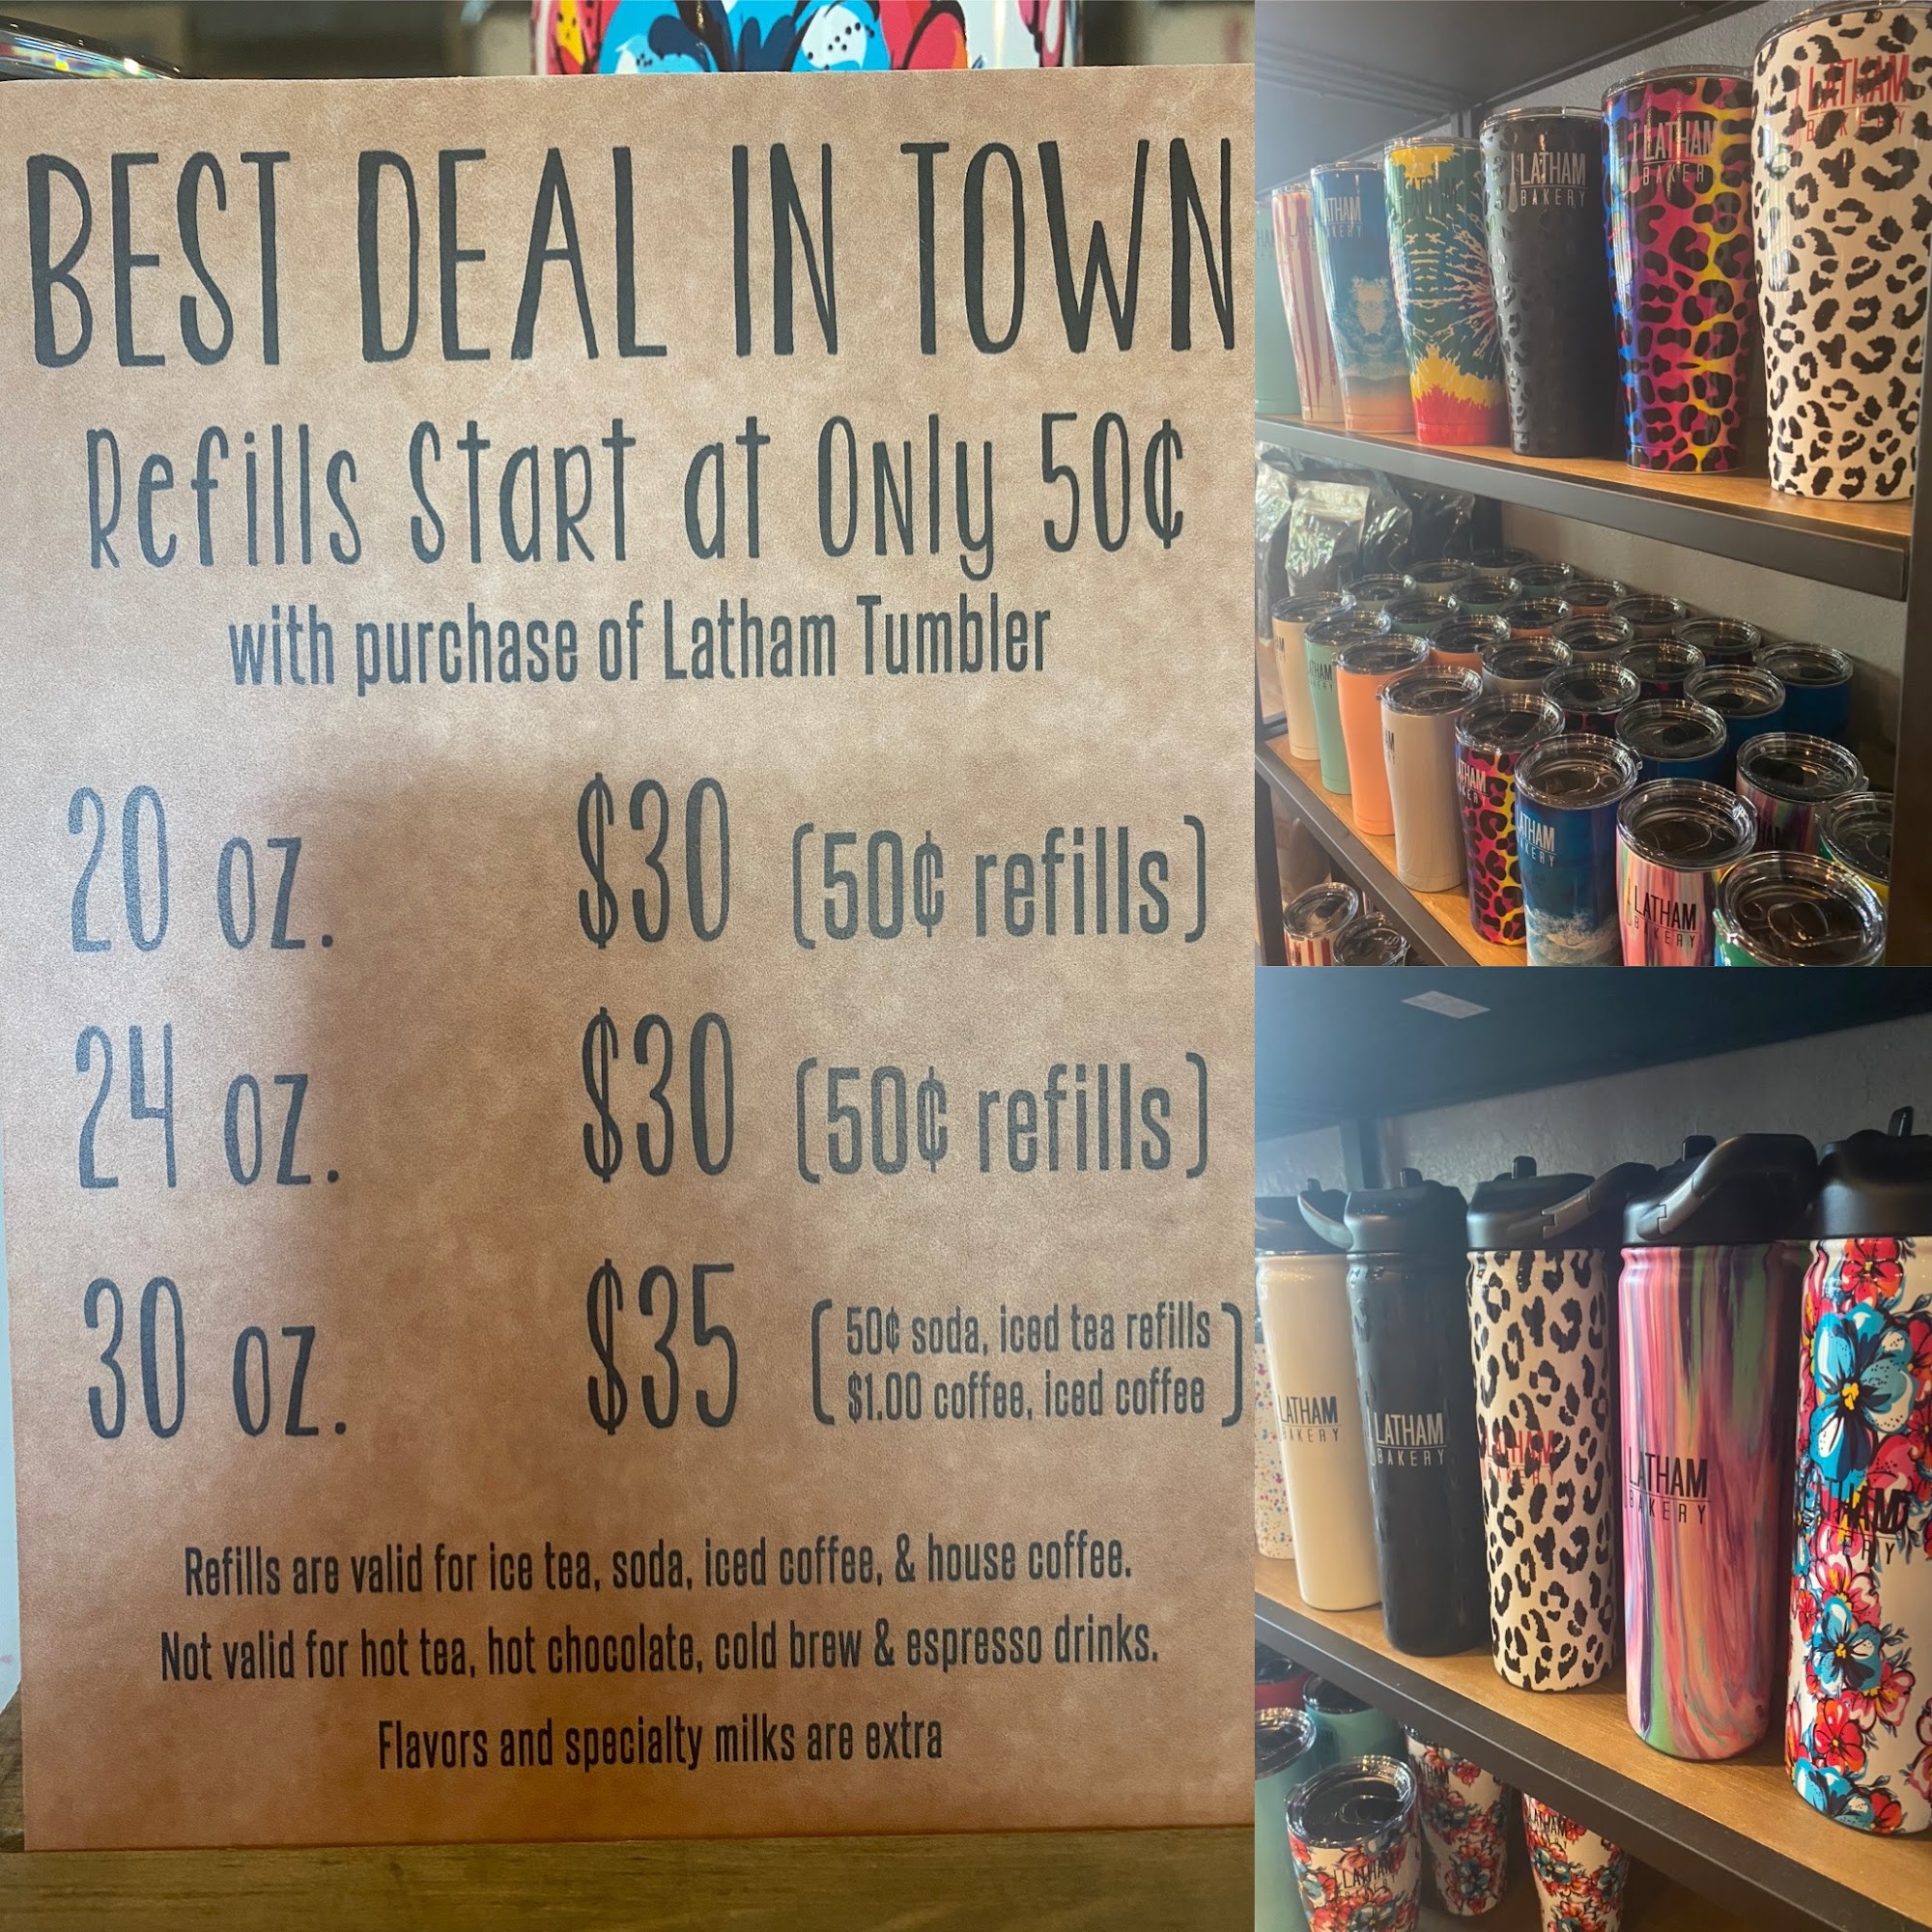 BEST DEAL IN TOWN
Refills Start at Only 50¢
with purchase of Latham Tumbler
20 oz. $30 (50¢ refills)
24 oz. $30 (50¢ refills)
30 oz. $35 (50¢ soda, iced tea refills
$1.00 coffee, iced coffee)
Refills are valid for ice tea, soda, iced coffee, & house coffee.
Not valid for hot tea, hot chocolate, cold brew & espresso drinks.
Flavors and specialty milks are extra
LATHAM
BAKERY
LATHAM
BAKERY
LATHAM
BAKERY
LATHAM
BAKERY
LATHAM
BAKERY
LATHAM
BAKERY
LATHAM
BAKERY
LATHAM
BAKERY